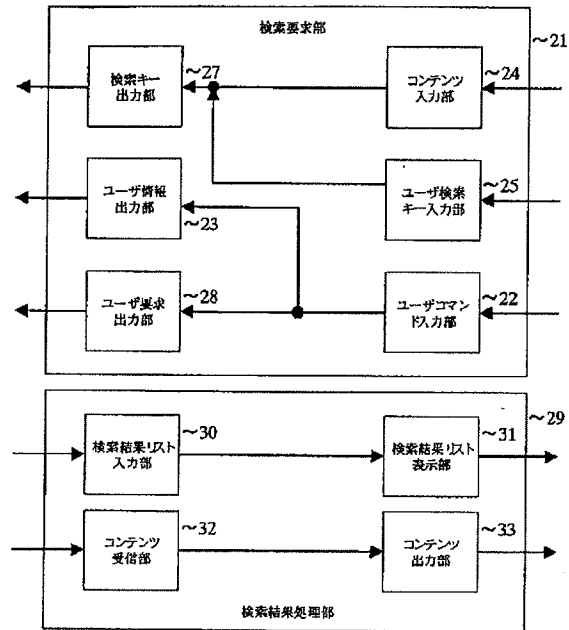 検索要求部
~21
検索キー
出力部
~27
コンテンツ
入力部
~24
ユーザ情報
出力部
~23
ユーザ検索
キー入力部
~25
ユーザ要求
出力部
~28
ユーザコマン
ド入力部
~22
~29
検索結果リスト
入力部
~30
検索結果リスト
表示部
~31
コンテンツ
受信部
~32
コンテンツ
出力部
~33
検索結果処理部